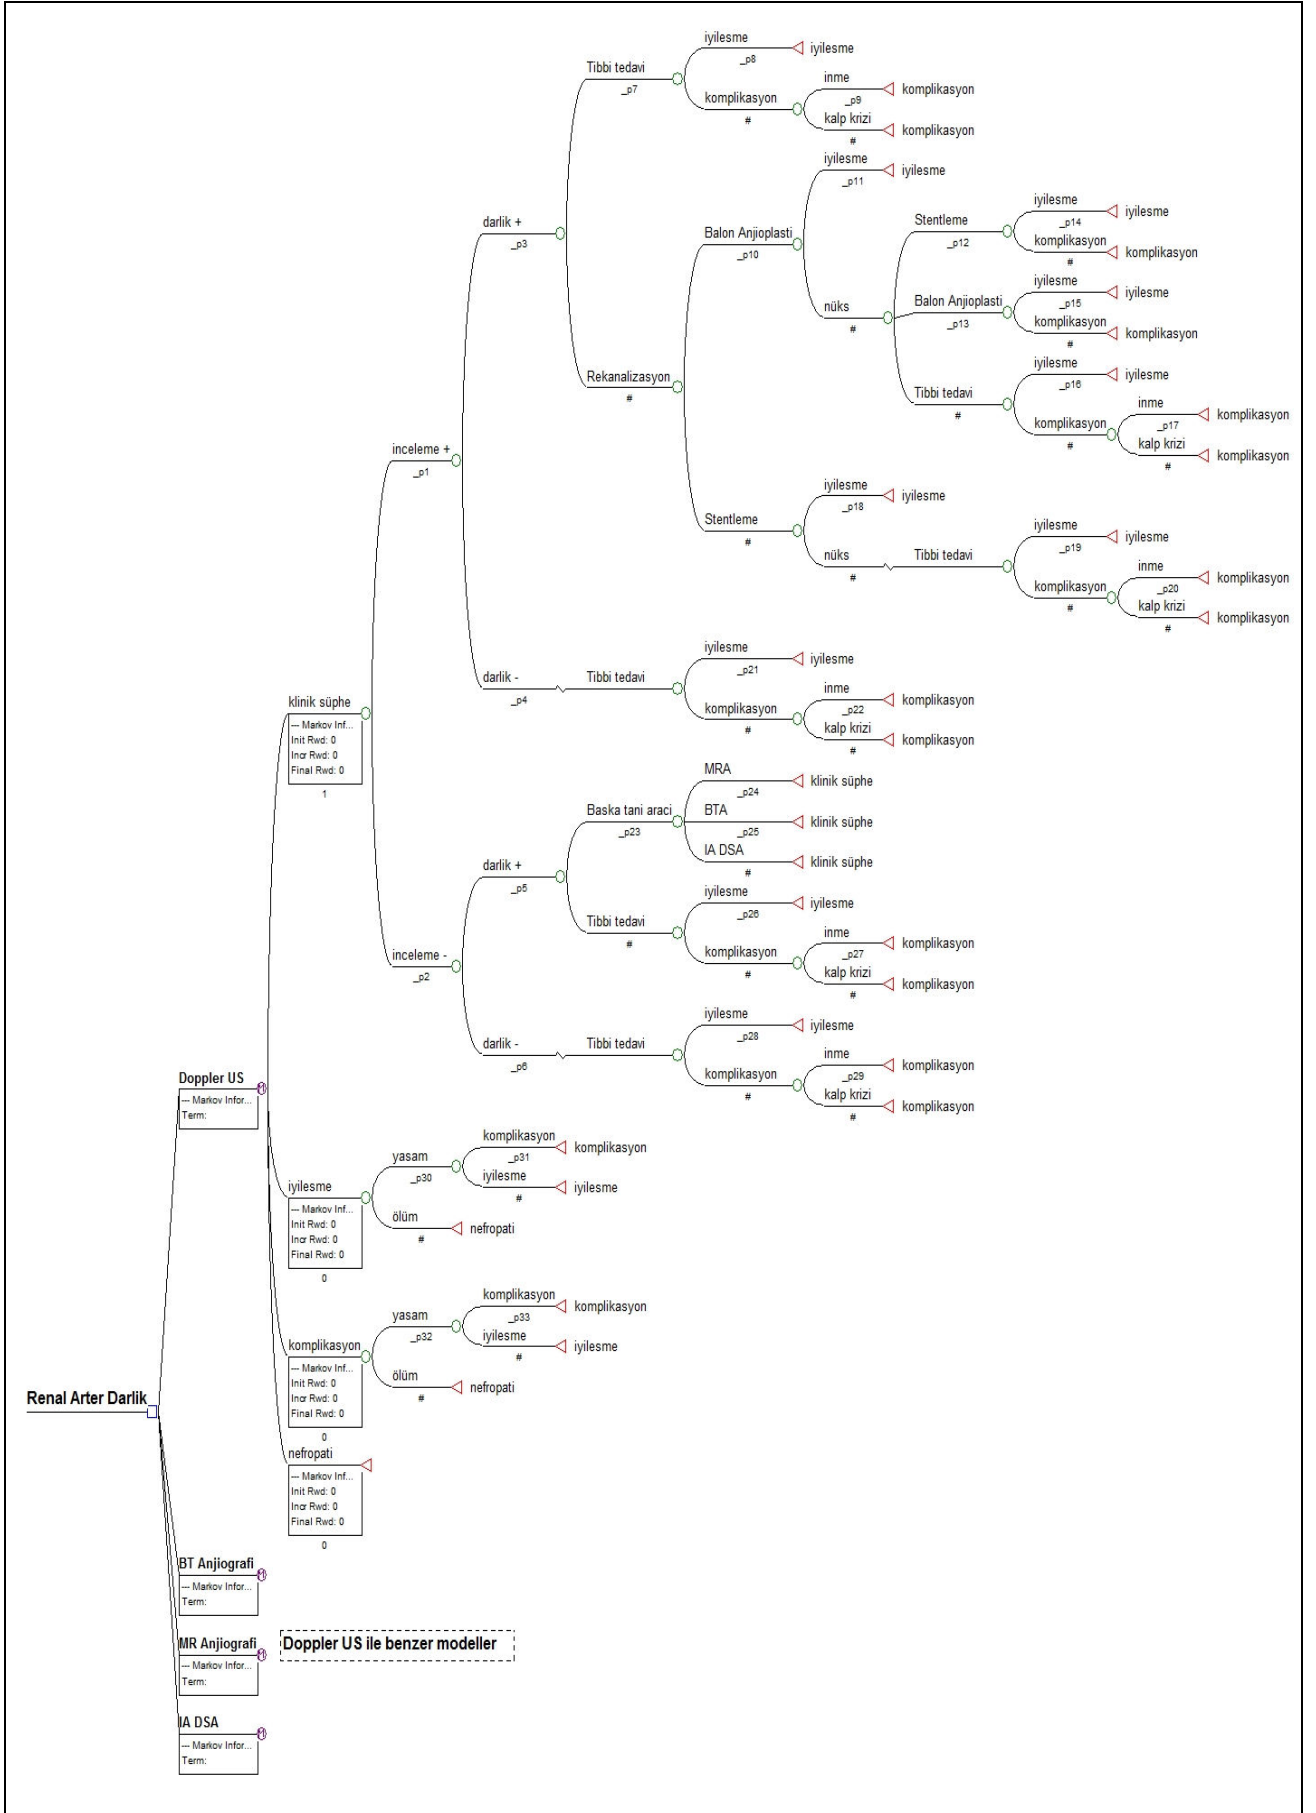 iyilesme
_p8
iyilesme
Tibbi tedavi
_p7
inme
_p9
komplikasyon
komplikasyon
#
kalp krizi
#
komplikasyon
iyilesme
_p11
iyilesme
darlik +
_p3
Balon Anjioplasti
_p10
Stentleme
_p12
iyilesme
_p14
iyilesme
komplikasyon
#
komplikasyon
nüks
#
Balon Anjioplasti
_p13
iyilesme
_p15
iyilesme
komplikasyon
#
komplikasyon
Rekanalizasyon
#
Tibbi tedavi
#
iyilesme
_p16
iyilesme
komplikasyon
#
inme
_p17
komplikasyon
kalp krizi
#
komplikasyon
inceleme +
_p1
Stentleme
#
iyilesme
_p18
iyilesme
nüks
#
Tibbi tedavi
iyilesme
_p19
iyilesme
komplikasyon
#
inme
_p20
komplikasyon
kalp krizi
#
komplikasyon
darlik -
_p4
Tibbi tedavi
iyilesme
_p21
iyilesme
komplikasyon
#
inme
_p22
komplikasyon
kalp krizi
#
komplikasyon
klinik süphe
--- Markov Inf...
Init Rwd: 0
Incr Rwd: 0
Final Rwd: 0
1
Baska tani araci
_p23
MRA
_p24
klinik süphe
BTA
_p25
klinik süphe
IA DSA
#
klinik süphe
darlik +
_p5
Tibbi tedavi
#
iyilesme
_p26
iyilesme
komplikasyon
#
inme
_p27
komplikasyon
kalp krizi
#
komplikasyon
inceleme -
_p2
darlik -
_p6
Tibbi tedavi
iyilesme
_p28
iyilesme
komplikasyon
#
inme
_p29
komplikasyon
kalp krizi
#
komplikasyon
Doppler US
--- Markov Infor...
Term:
iyilesme
--- Markov Inf...
Init Rwd: 0
Incr Rwd: 0
Final Rwd: 0
0
yasam
_p30
komplikasyon
_p31
komplikasyon
iyilesme
#
iyilesme
ölüm
#
nefropati
komplikasyon
--- Markov Inf...
Init Rwd: 0
Incr Rwd: 0
Final Rwd: 0
0
yasam
_p32
komplikasyon
_p33
komplikasyon
iyilesme
#
iyilesme
ölüm
#
nefropati
Renal Arter Darlik
nefropati
--- Markov Inf...
Init Rwd: 0
Incr Rwd: 0
Final Rwd: 0
0
BT Anjiografi
--- Markov Infor...
Term:
MR Anjiografi
--- Markov Infor...
Term:
Doppler US ile benzer modeller
IA DSA
--- Markov Infor...
Term: